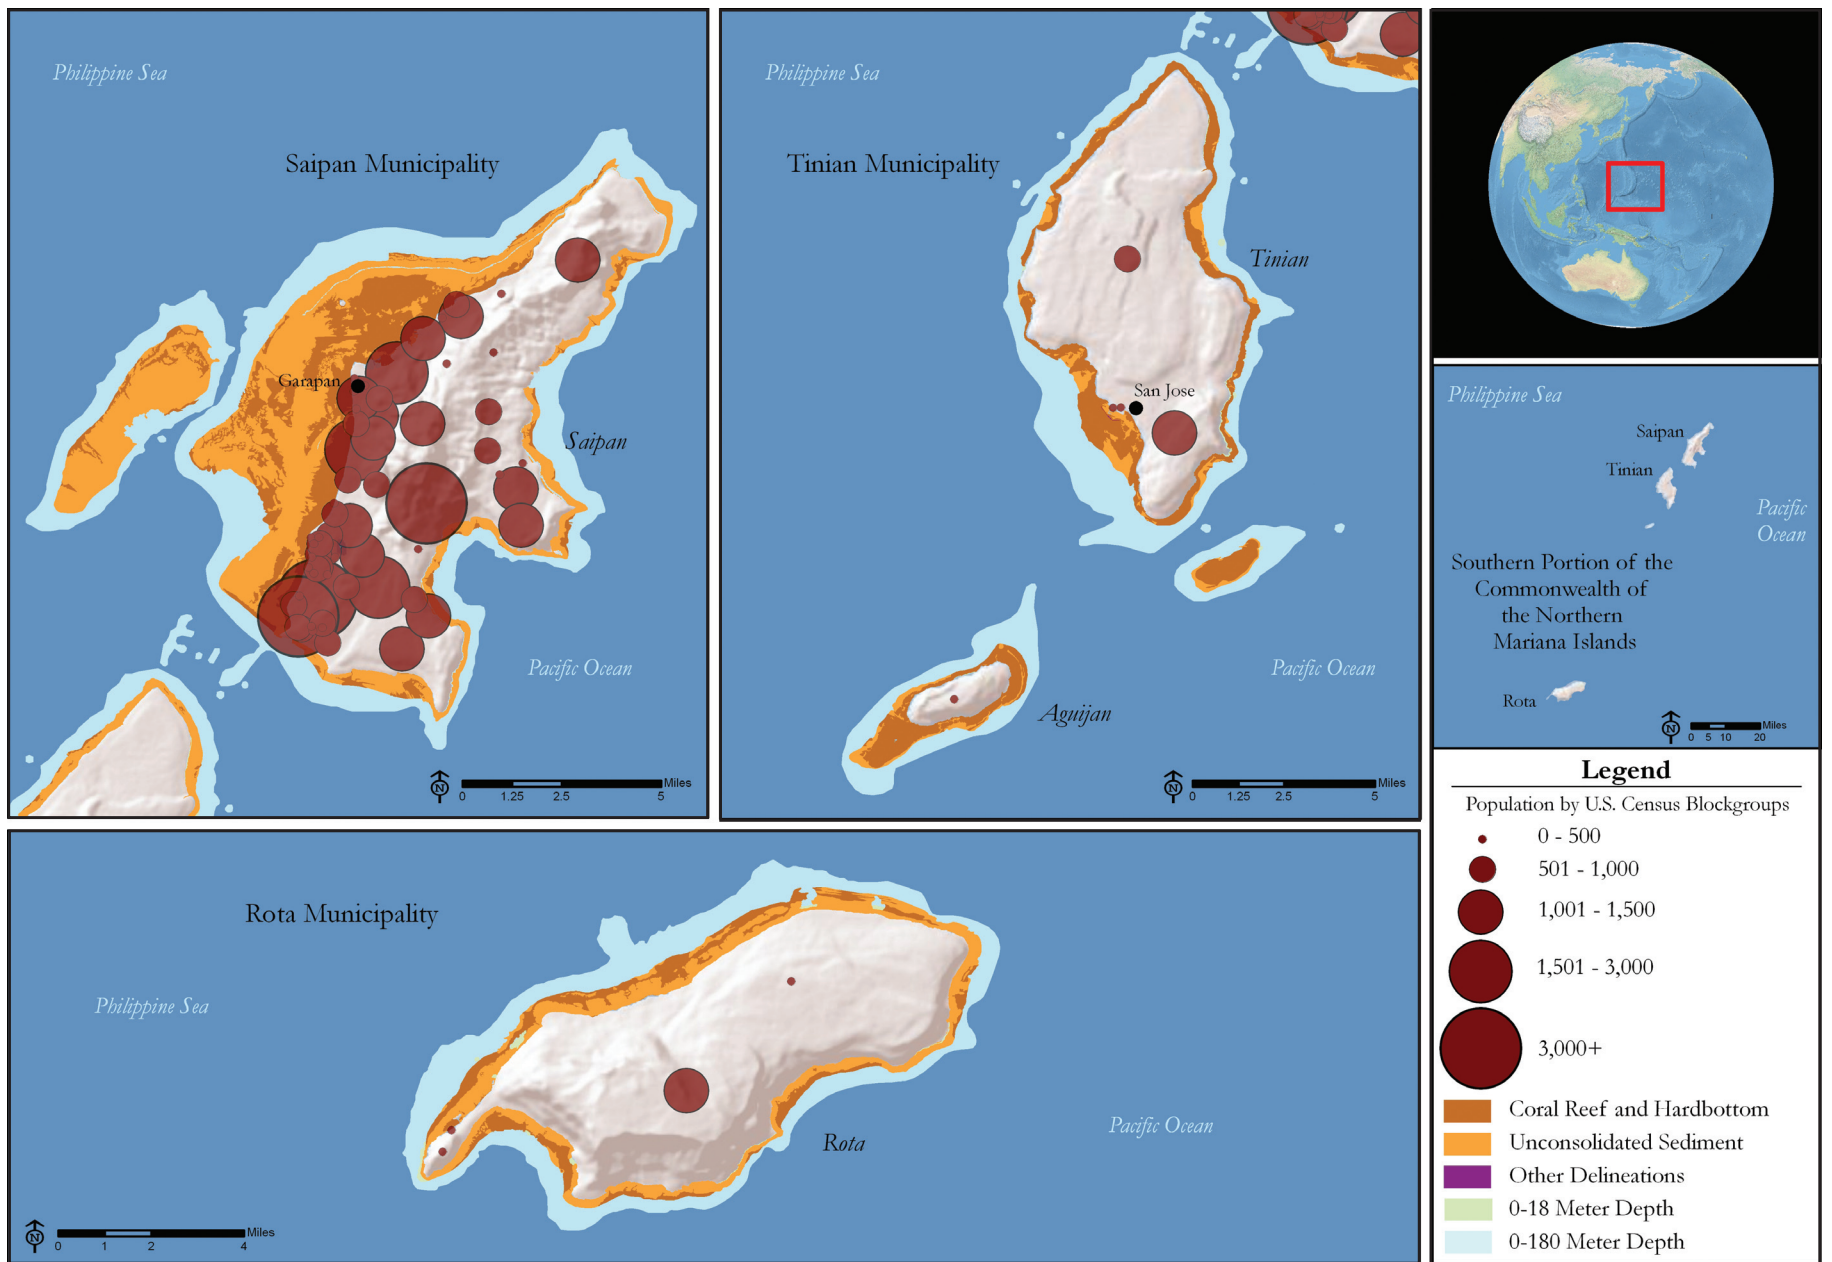 Philippine Sea
Saipan Municipality
Garapan
Saipan
Pacific Ocean
N
Miles
0 1.25 2.5 5
Philippine Sea
Tinian Municipality
Tinian
San Jose
Aguijan
Pacific Ocean
N
Miles
0 1.25 2.5 5
Rota Municipality
Philippine Sea
Rota
Pacific Ocean
N
Miles
0 1 2 4
Philippine Sea
Saipan
Tinian
Pacific
Ocean
Southern Portion of the
Commonwealth of
the Northern
Mariana Islands
Rota
N
Miles
0 5 10 20
Legend
Population by U.S. Census Blockgroups
0 - 500
501 - 1,000
1,001 - 1,500
1,501 - 3,000
3,000+
Coral Reef and Hardbottom
Unconsolidated Sediment
Other Delineations
0-18 Meter Depth
0-180 Meter Depth